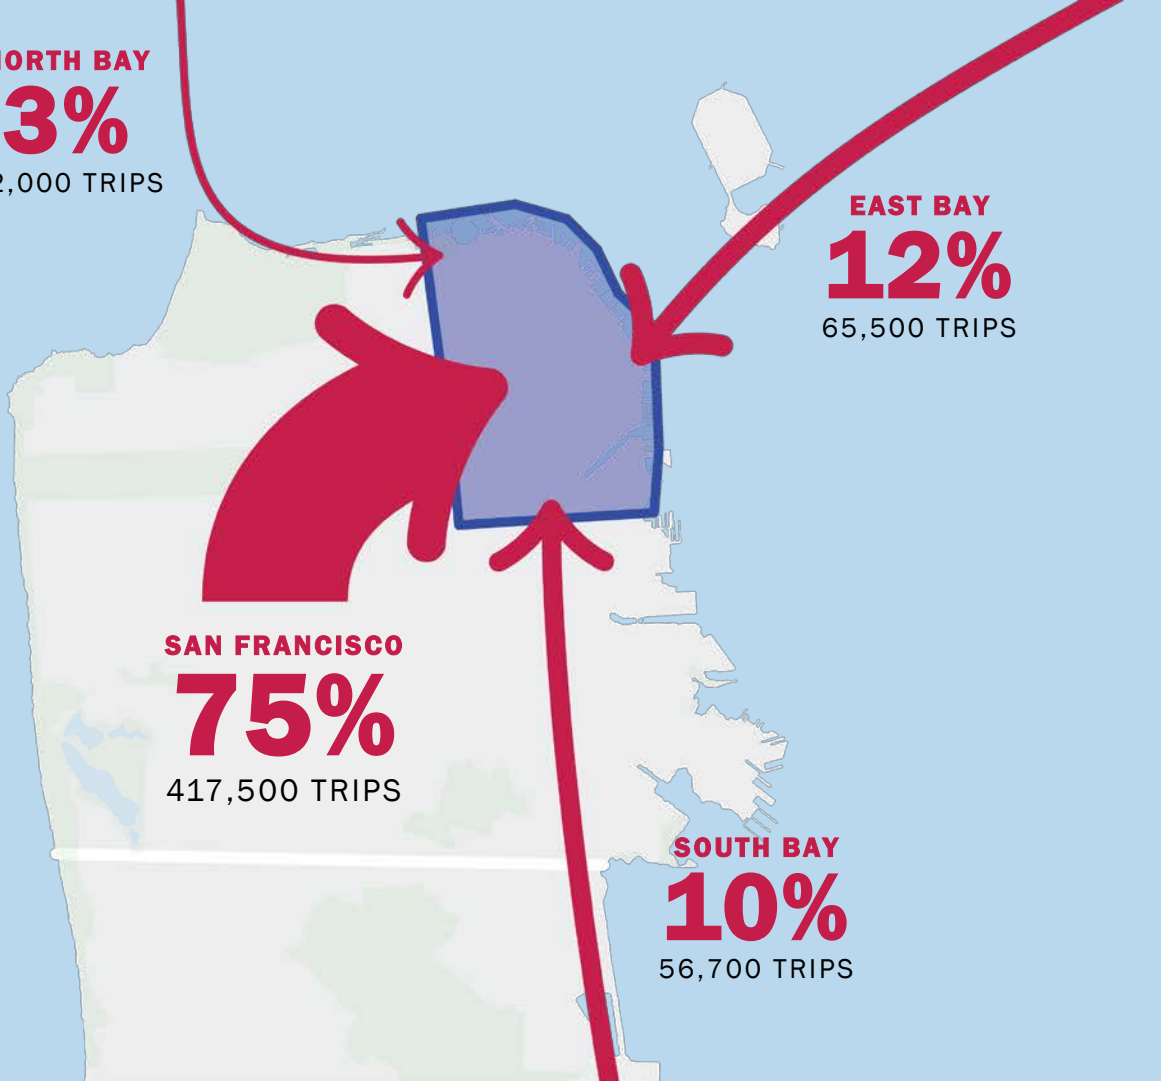 ORTH BAY
3%
2,000 TRIPS
EAST BAY
12%
65,500 TRIPS
SAN FRANCISCO
75%
417,500 TRIPS
SOUTH BAY
10%
56,700 TRIPS